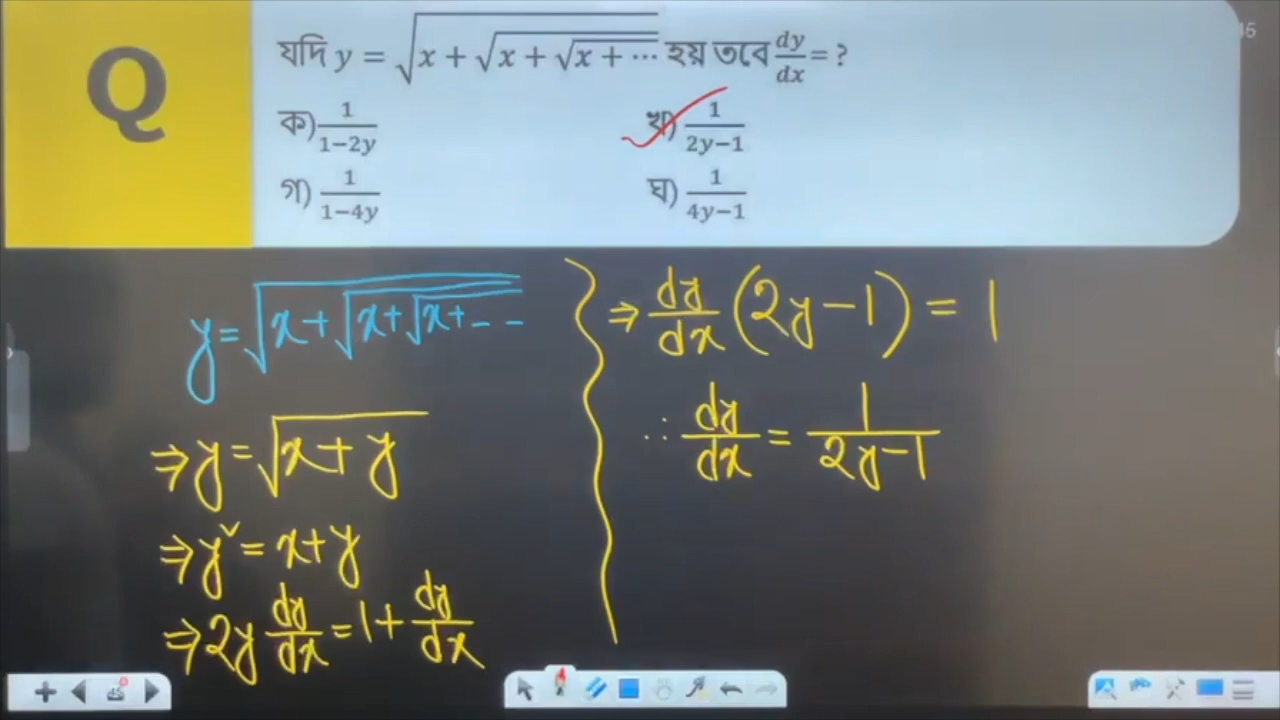 Q
যদি y = √(x + √(x + √(x + ⋯ হয় তবে dy/dx = ?
ক) 1/(1−2y)
খ) 1/(2y−1)
গ) 1/(1−4y)
ঘ) 1/(4y−1)
y = √(x + √(x + √(x + - -
⇒ y = √(x + y)
⇒ y² = x + y
⇒ 2y dy/dx = 1 + dy/dx
⇒ dy/dx (2y − 1) = 1
∴ dy/dx = 1/(2y−1)